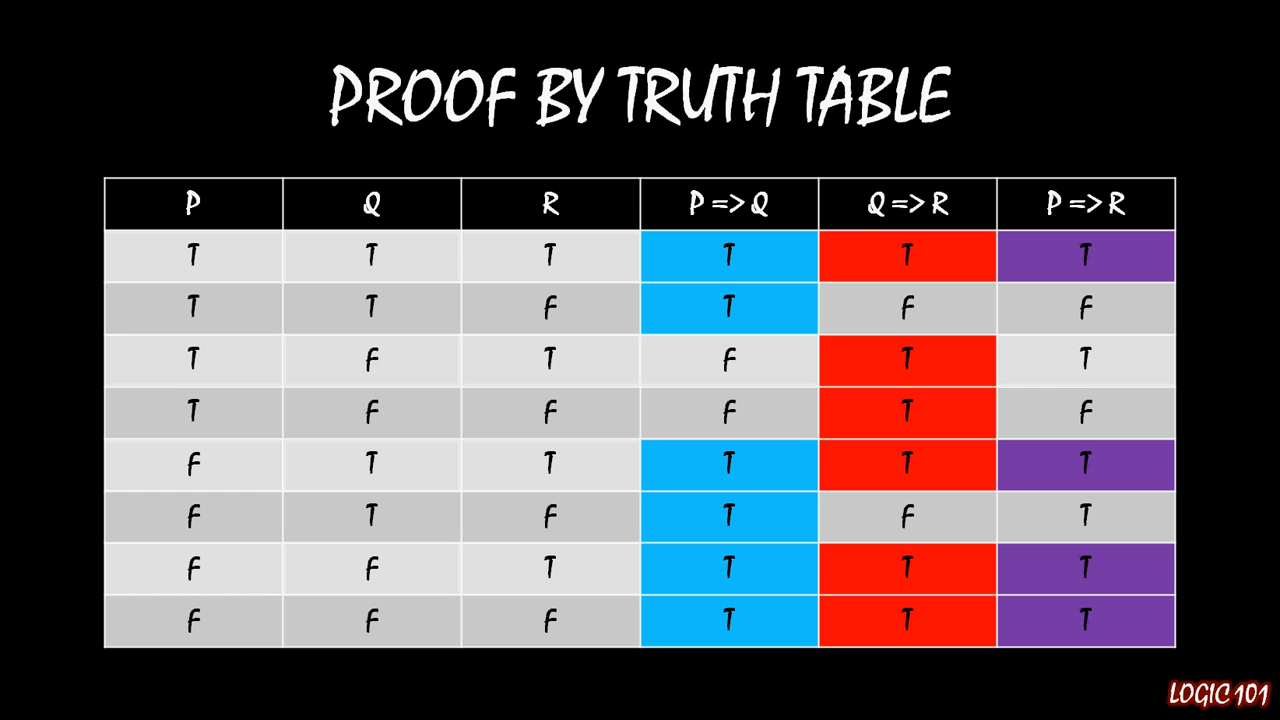 PROOF BY TRUTH TABLE
P Q R P => Q Q => R P => R
T T T T T T
T T F T F F
T F T F T T
T F F F T F
F T T T T T
F T F T F T
F F T T T T
F F F T T T
LOGIC 101